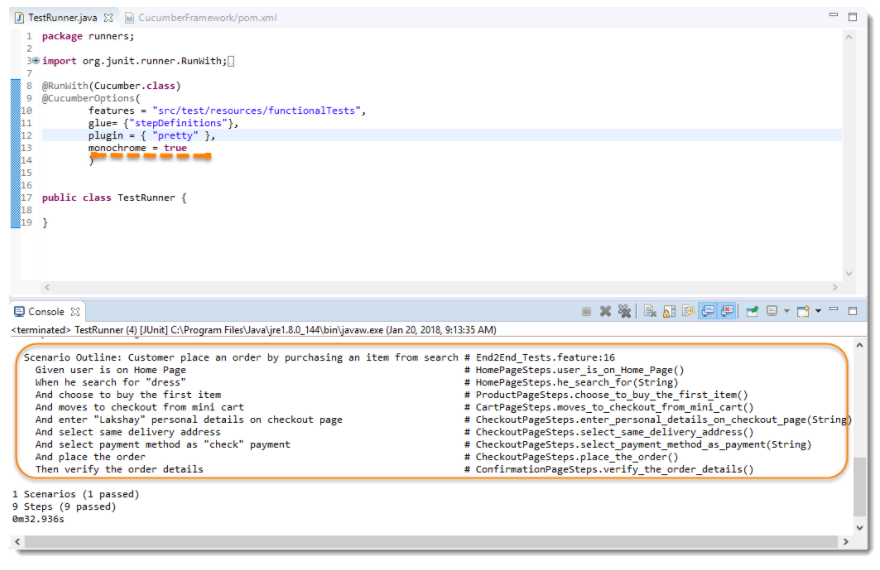 TestRunner.java CucumberFramework/pom.xml
1 package runners;
2
3 import org.junit.runner.RunWith;
7
8 @RunWith(Cucumber.class)
9 @CucumberOptions(
10 features = "src/test/resources/functionalTests",
11 glue= {"stepDefinitions"},
12 plugin = { "pretty" },
13 monochrome = true
14 )
15
16
17 public class TestRunner {
18
19 }
Console
<terminated> TestRunner (4) [JUnit] C:\Program Files\Java\jre1.8.0_144\bin\javaw.exe (Jan 20, 2018, 9:13:35 AM)
Scenario Outline: Customer place an order by purchasing an item from search # End2End_Tests.feature:16
Given user is on Home Page # HomePageSteps.user_is_on_Home_Page()
When he search for "dress" # HomePageSteps.he_search_for(String)
And choose to buy the first item # ProductPageSteps.choose_to_buy_the_first_item()
And moves to checkout from mini cart # CartPageSteps.moves_to_checkout_from_mini_cart()
And enter "Lakshay" personal details on checkout page # CheckoutPageSteps.enter_personal_details_on_checkout_page(String)
And select same delivery address # CheckoutPageSteps.select_same_delivery_address()
And select payment method as "check" payment # CheckoutPageSteps.select_payment_method_as_payment(String)
And place the order # CheckoutPageSteps.place_the_order()
Then verify the order details # ConfirmationPageSteps.verify_the_order_details()
1 Scenarios (1 passed)
9 Steps (9 passed)
0m32.936s